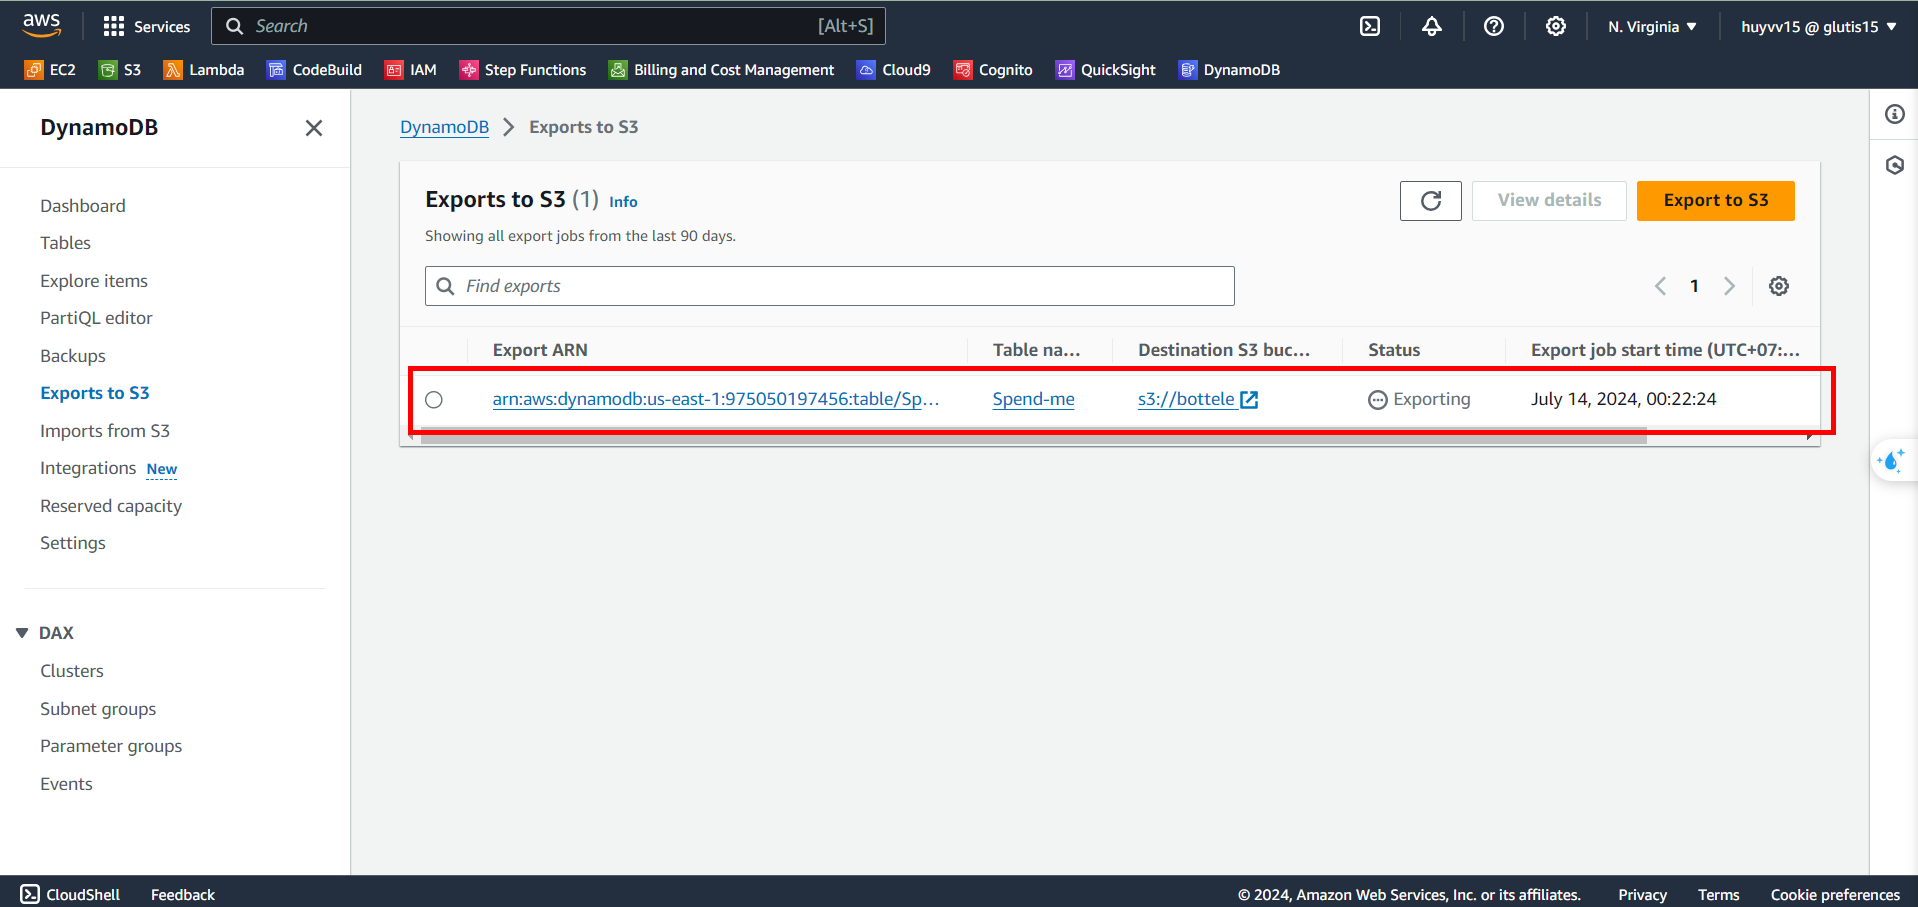 aws Services Search [Alt+S] N. Virginia huyvv15 @ glutis15
EC2 S3 Lambda CodeBuild IAM Step Functions Billing and Cost Management Cloud9 Cognito QuickSight DynamoDB
DynamoDB
Dashboard
Tables
Explore items
PartiQL editor
Backups
Exports to S3
Imports from S3
Integrations New
Reserved capacity
Settings
DAX
Clusters
Subnet groups
Parameter groups
Events
DynamoDB Exports to S3
Exports to S3 (1) Info
View details Export to S3
Showing all export jobs from the last 90 days.
Find exports
1
Export ARN Table na... Destination S3 buc... Status Export job start time (UTC+07:...
arn:aws:dynamodb:us-east-1:975050197456:table/Sp... Spend-me s3://bottele Exporting July 14, 2024, 00:22:24
CloudShell Feedback © 2024, Amazon Web Services, Inc. or its affiliates. Privacy Terms Cookie preferences